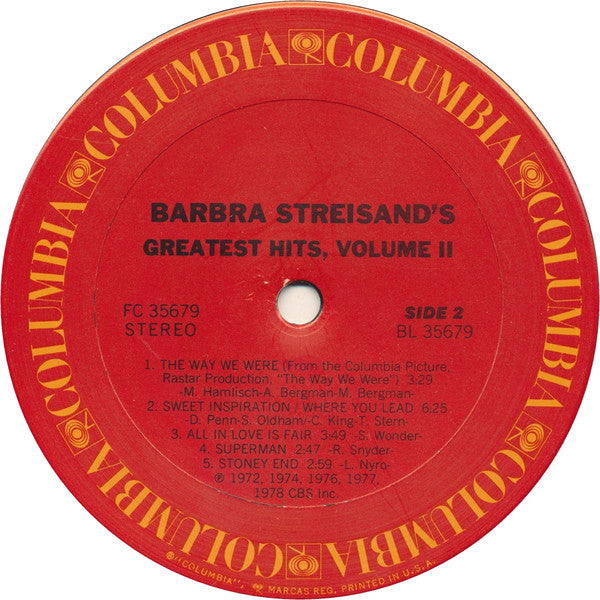 COLUMBIA COLUMBIA COLUMBIA COLUMBIA COLUMBIA COLUMBIA COLUMBIA COLUMBIA
BARBRA STREISAND'S
GREATEST HITS, VOLUME II
FC 35679
STEREO
SIDE 2
BL 35679
1. THE WAY WE WERE (From the Columbia Picture,
Rastar Production, "The Way We Were") 3:29
-M. Hamlisch-A. Bergman-M. Bergman-
2. SWEET INSPIRATION / WHERE YOU LEAD 6:25
-D. Penn-S. Oldham/-C. King-T. Stern-
3. ALL IN LOVE IS FAIR 3:49 -S. Wonder-
4. SUPERMAN 2:47 -R. Snyder-
5. STONEY END 2:59 -L. Nyro-
℗ 1972, 1974, 1976, 1977,
1978 CBS Inc.
®"COLUMBIA", MARCAS REG. PRINTED IN U.S.A.